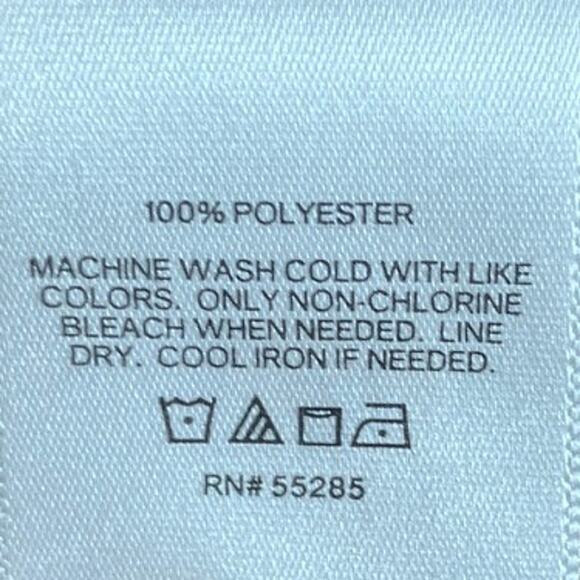 100% POLYESTER
MACHINE WASH COLD WITH LIKE
COLORS. ONLY NON-CHLORINE
BLEACH WHEN NEEDED. LINE
DRY. COOL IRON IF NEEDED.
RN# 55285